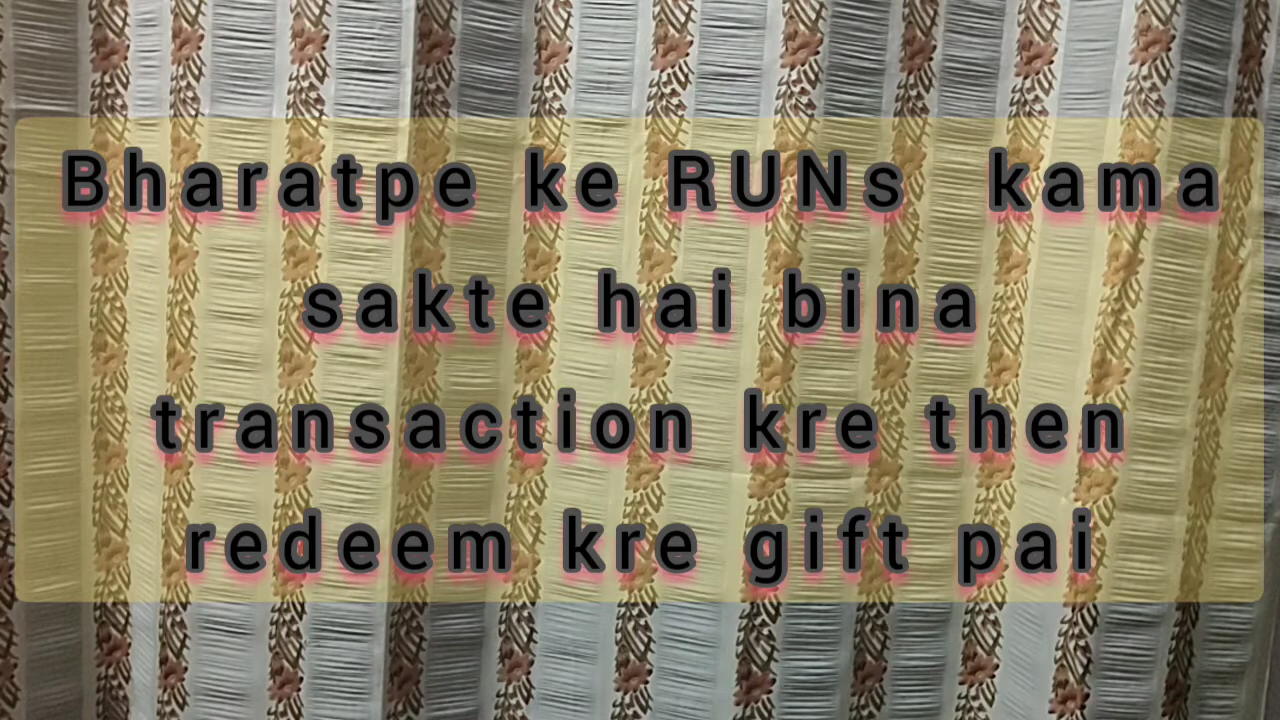 Bharatpe ke RUNs kama
sakte hai bina
transaction kre then
redeem kre gift pai